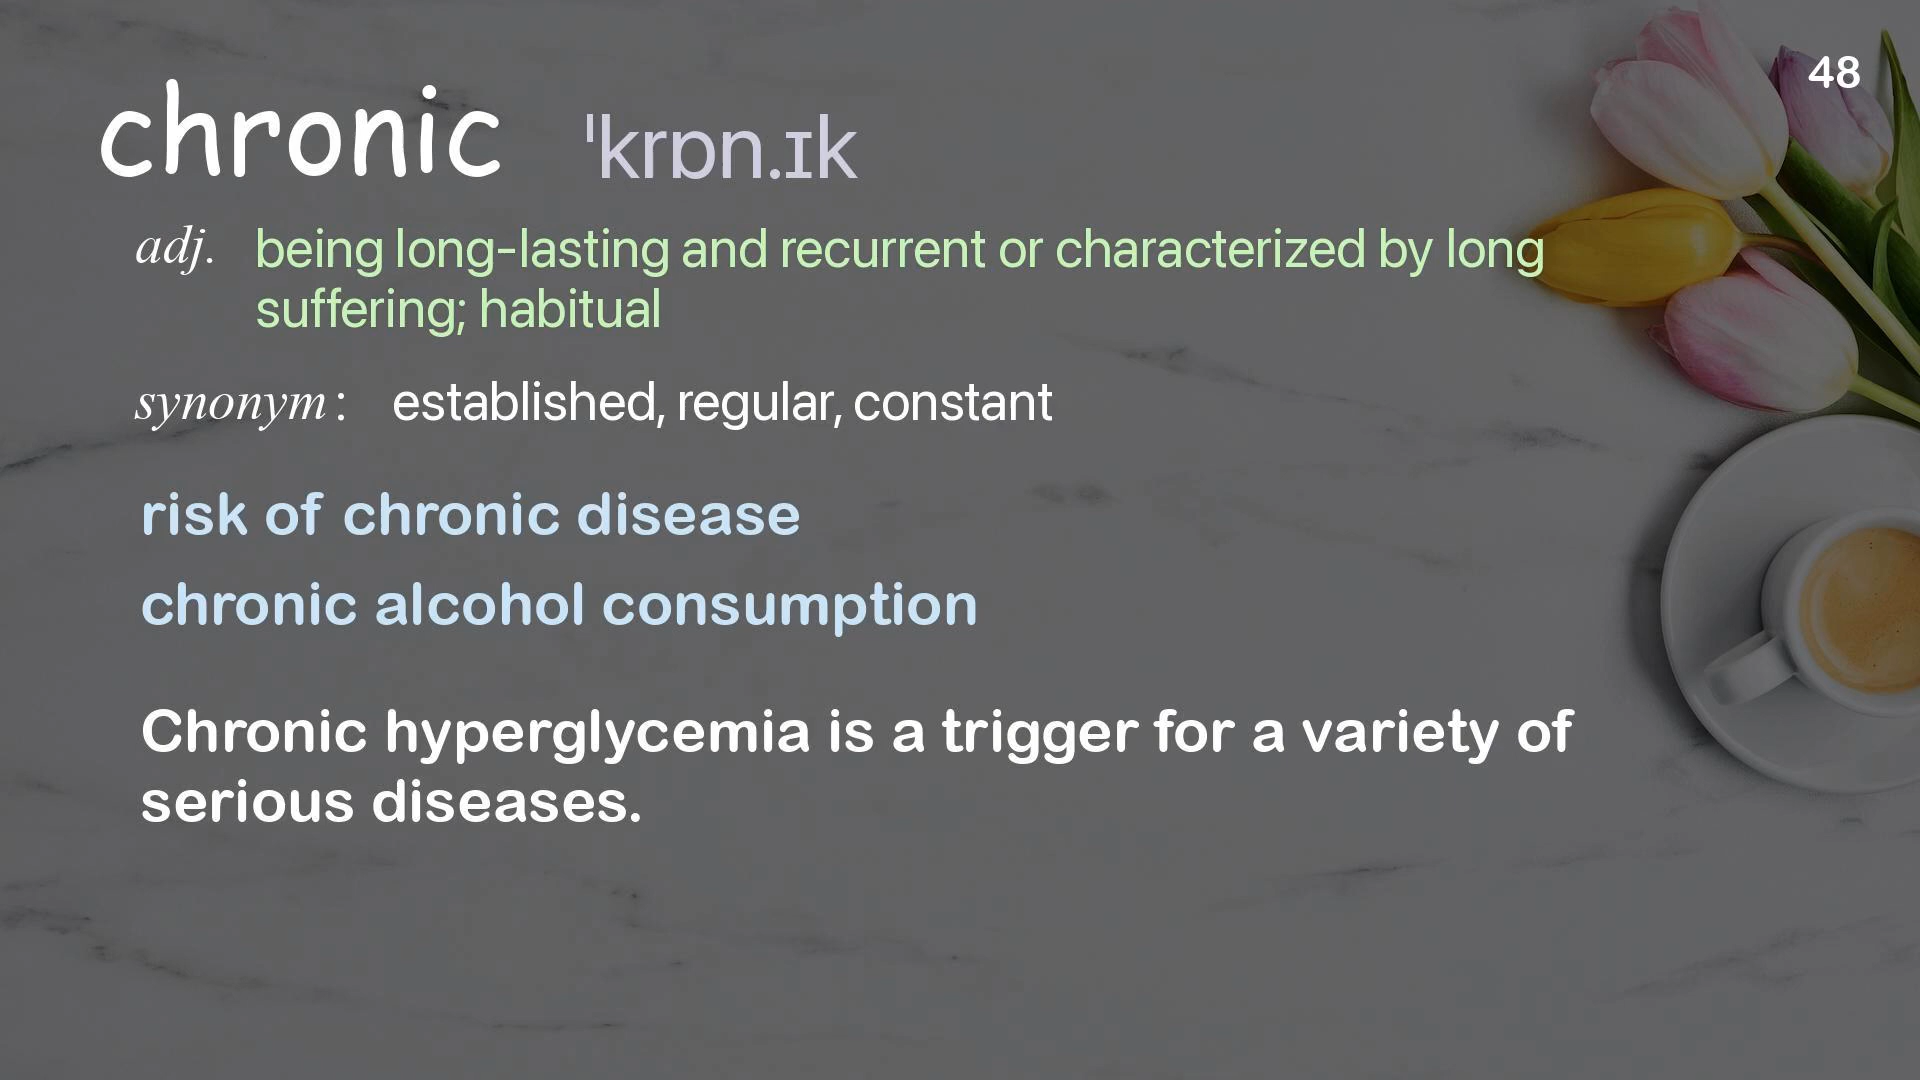 48
chronic ˈkrɒn.ɪk
adj. being long-lasting and recurrent or characterized by long
suffering; habitual
synonym: established, regular, constant
risk of chronic disease
chronic alcohol consumption
Chronic hyperglycemia is a trigger for a variety of
serious diseases.